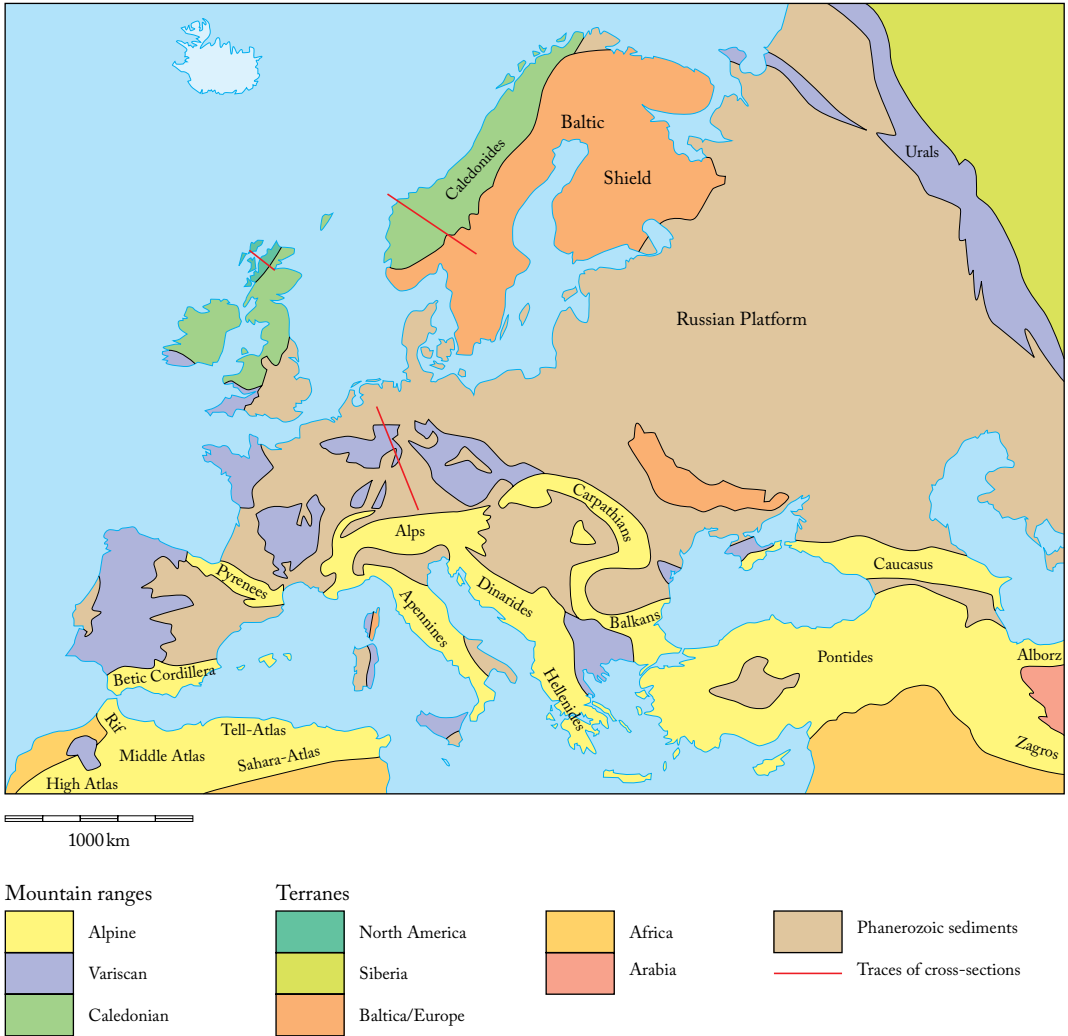 Baltic
Shield
Caledonides
Urals
Russian Platform
Carpathians
Alps
Pyrenees
Dinarides
Apennines
Caucasus
Balkans
Betic Cordillera
Pontides
Alborz
Hellenides
Rif
Tell-Atlas
Middle Atlas
Sahara-Atlas
High Atlas
Zagros
1000 km
Mountain ranges
Alpine
Variscan
Caledonian
Terranes
North America
Siberia
Baltica/Europe
Africa
Arabia
Phanerozoic sediments
Traces of cross-sections